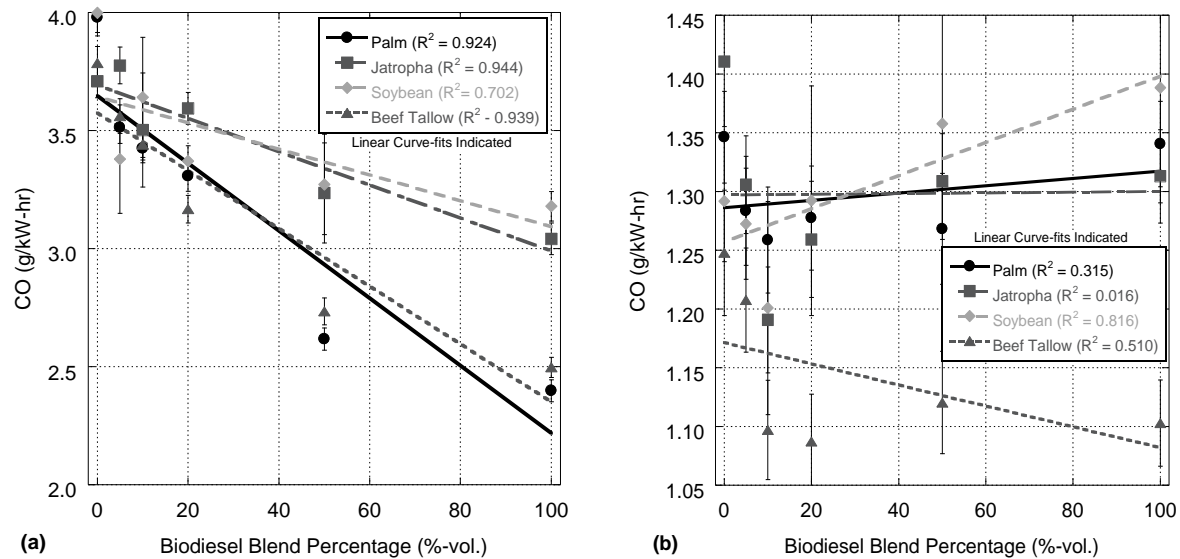 4.0
3.5
3.0
2.5
2.0
CO (g/kW-hr)
Palm (R² = 0.924)
Jatropha (R² = 0.944)
Soybean (R²= 0.702)
Beef Tallow (R² - 0.939)
Linear Curve-fits Indicated
0 20 40 60 80 100
Biodiesel Blend Percentage (%-vol.)
(a)
1.45
1.40
1.35
1.30
1.25
1.20
1.15
1.10
1.05
CO (g/kW-hr)
Linear Curve-fits Indicated
Palm (R² = 0.315)
Jatropha (R² = 0.016)
Soybean (R² = 0.816)
Beef Tallow (R² = 0.510)
0 20 40 60 80 100
Biodiesel Blend Percentage (%-vol.)
(b)